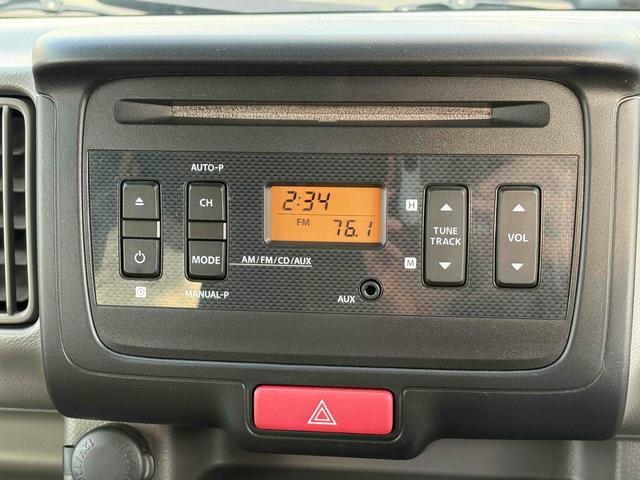 AUTO-P
CH
MODE
MANUAL-P
AM/FM/CD/AUX
2:34
FM
76.1
AUX
H
M
TUNE
TRACK
VOL